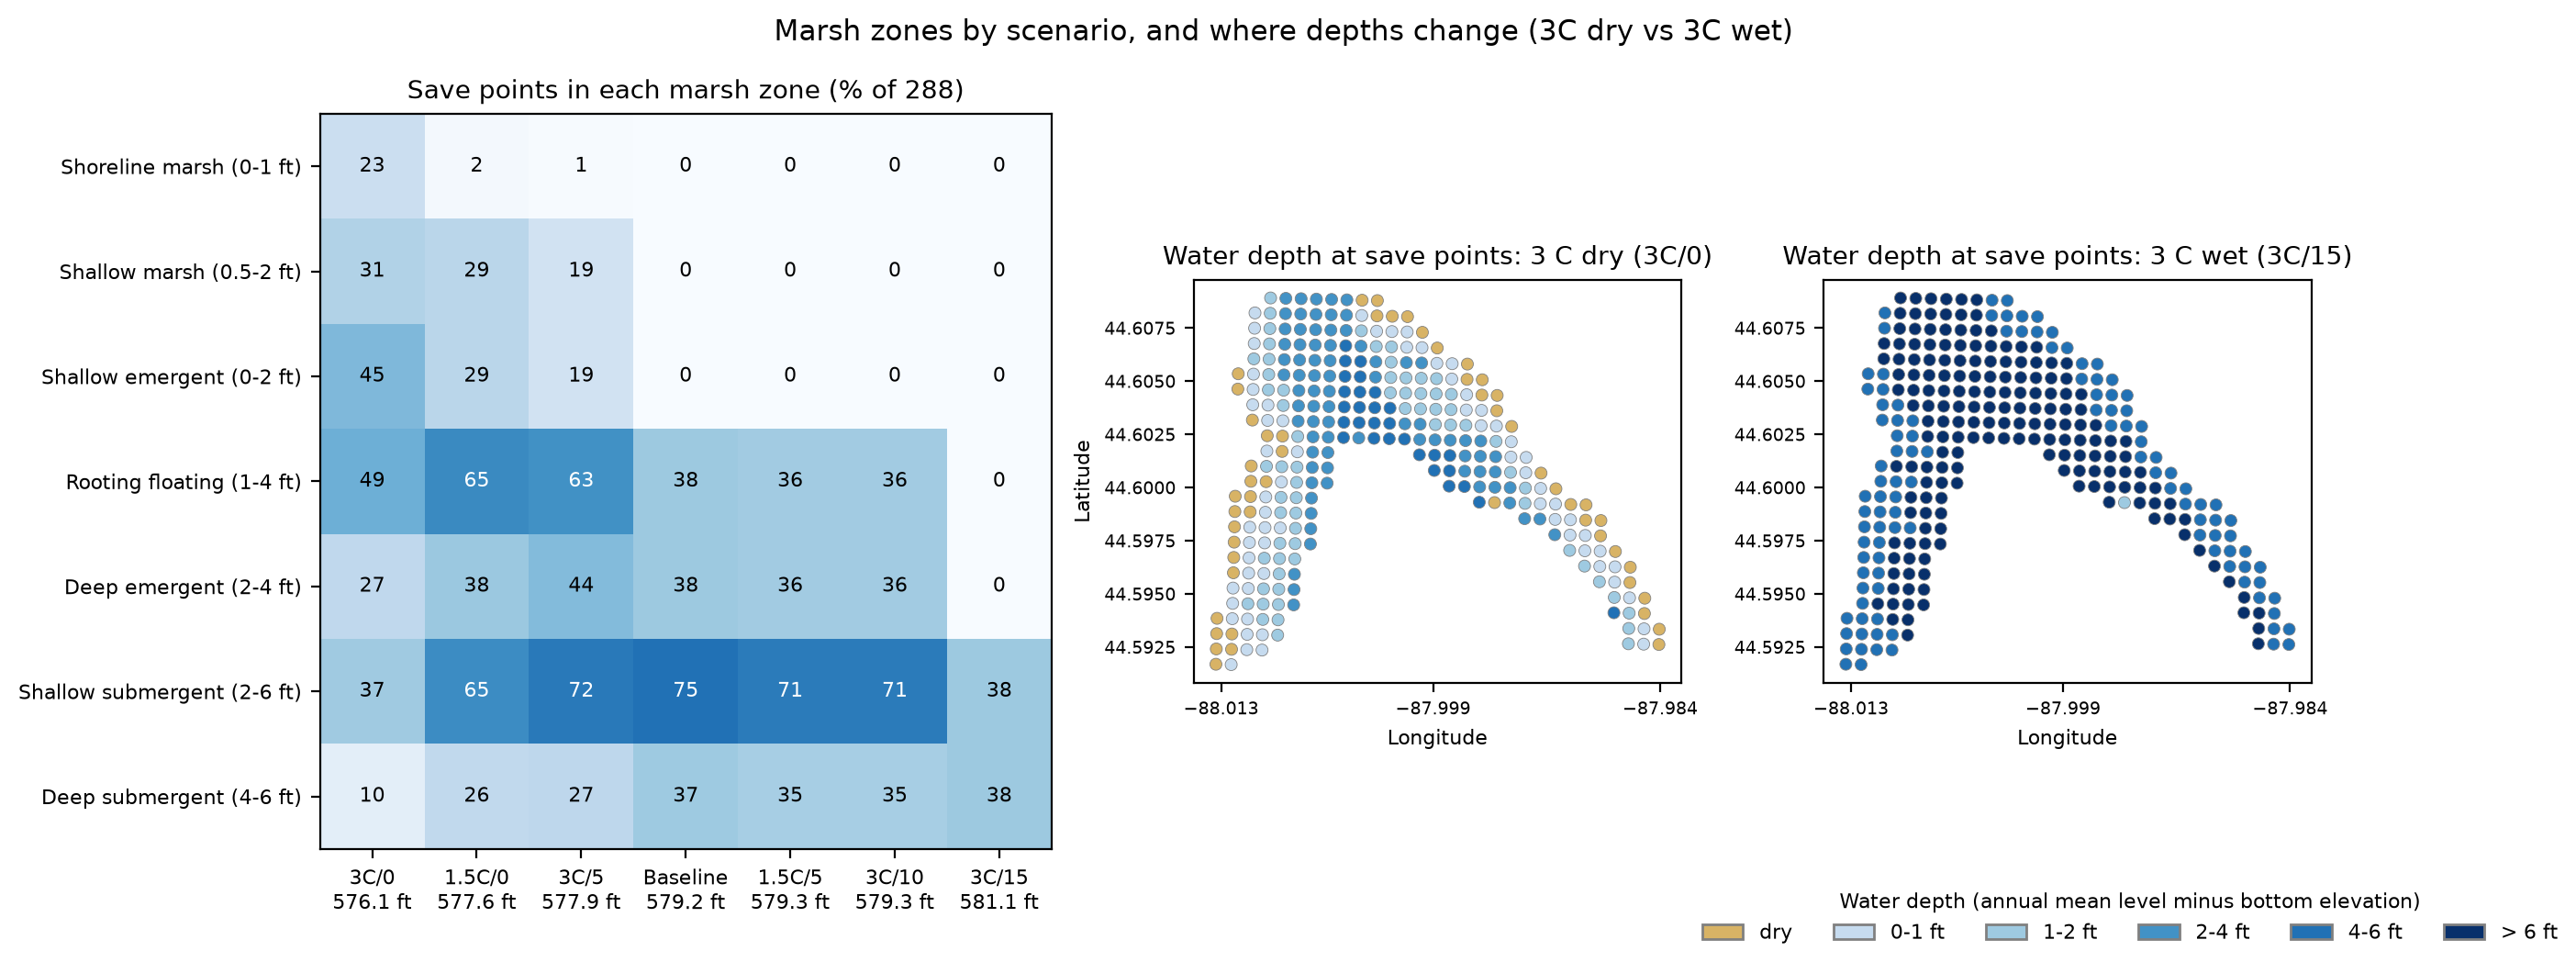 Marsh zones by scenario, and where depths change (3C dry vs 3C wet)
Save points in each marsh zone (% of 288)
Shoreline marsh (0-1 ft) 23 2 1 0 0 0 0
Shallow marsh (0.5-2 ft) 31 29 19 0 0 0 0
Shallow emergent (0-2 ft) 45 29 19 0 0 0 0
Rooting floating (1-4 ft) 49 65 63 38 36 36 0
Deep emergent (2-4 ft) 27 38 44 38 36 36 0
Shallow submergent (2-6 ft) 37 65 72 75 71 71 38
Deep submergent (4-6 ft) 10 26 27 37 35 35 38
3C/0 1.5C/0 3C/5 Baseline 1.5C/5 3C/10 3C/15
576.1 ft 577.6 ft 577.9 ft 579.2 ft 579.3 ft 579.3 ft 581.1 ft
Water depth at save points: 3 C dry (3C/0)
Latitude
44.6075
44.6050
44.6025
44.6000
44.5975
44.5950
44.5925
−88.013 −87.999 −87.984
Longitude
Water depth at save points: 3 C wet (3C/15)
44.6075
44.6050
44.6025
44.6000
44.5975
44.5950
44.5925
−88.013 −87.999 −87.984
Longitude
Water depth (annual mean level minus bottom elevation)
dry 0-1 ft 1-2 ft 2-4 ft 4-6 ft > 6 ft